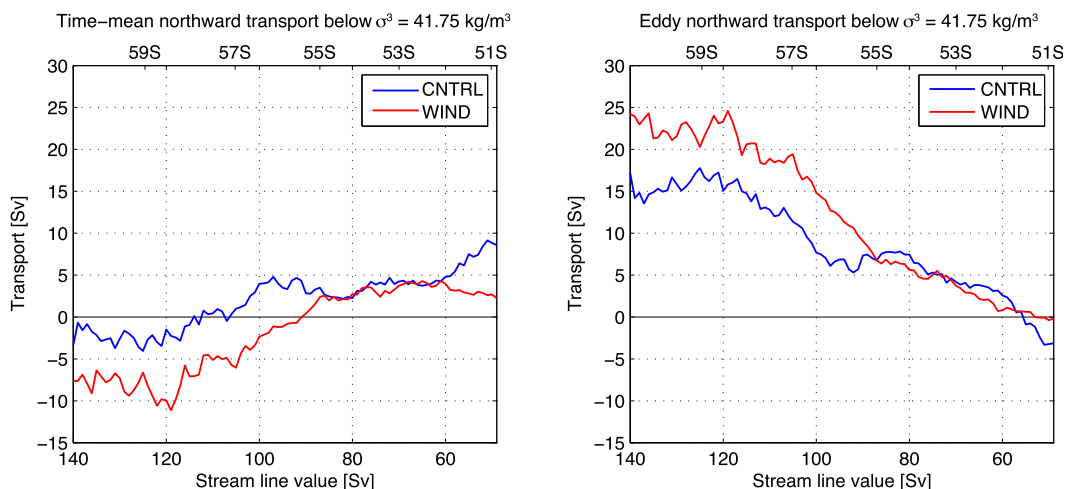 Time−mean northward transport below σ³ = 41.75 kg/m³
59S 57S 55S 53S 51S
30
25
20
15
10
5
0
−5
−10
−15
Transport [Sv]
CNTRL
WIND
140 120 100 80 60
Stream line value [Sv]
Eddy northward transport below σ³ = 41.75 kg/m³
59S 57S 55S 53S 51S
30
25
20
15
10
5
0
−5
−10
−15
Transport [Sv]
CNTRL
WIND
140 120 100 80 60
Stream line value [Sv]